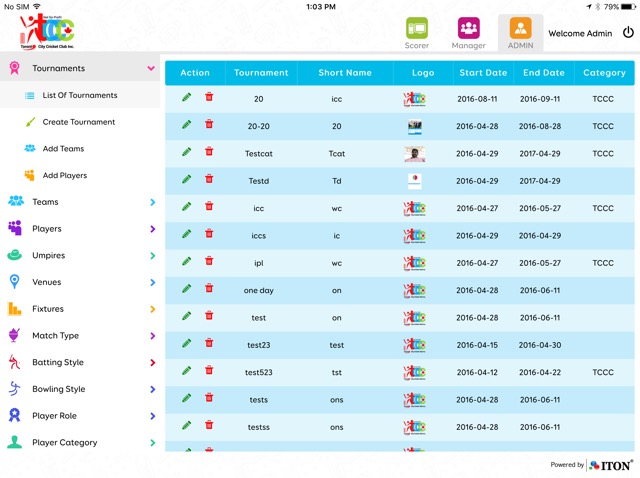 No SIM 1:03 PM 79%
Not for Profit
TCCC
Toronto City Cricket Club Inc.
Scorer Manager ADMIN Welcome Admin
Tournaments
List Of Tournaments
Create Tournament
Add Teams
Add Players
Teams
Players
Umpires
Venues
Fixtures
Match Type
Batting Style
Bowling Style
Player Role
Player Category
Action Tournament Short Name Logo Start Date End Date Category
20 icc 2016-08-11 2016-09-11 TCCC
20-20 20 2016-04-28 2016-08-28 TCCC
Testcat Tcat 2016-04-29 2017-04-29 TCCC
Testd Td 2016-04-29 2017-04-29
icc wc 2016-04-27 2016-05-27 TCCC
iccs ic 2016-04-29 2016-04-29
ipl wc 2016-04-27 2016-05-27 TCCC
one day on 2016-04-28 2016-06-11
test on 2016-04-28 2016-06-11
test23 test 2016-04-15 2016-04-30
test523 tst 2016-04-12 2016-04-22 TCCC
tests ons 2016-04-28 2016-06-11
testss ons 2016-04-28 2016-06-11
Powered by ITON®